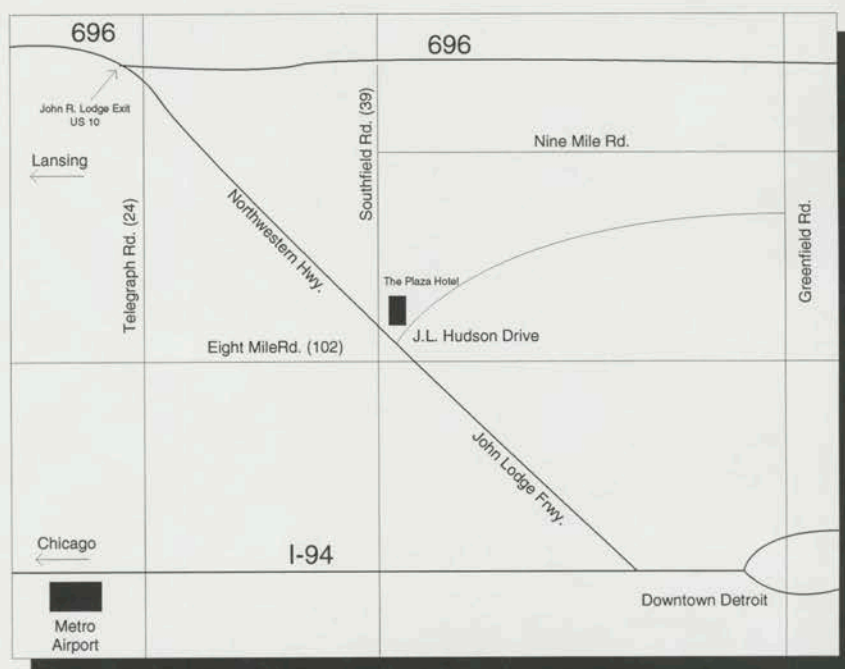 696
696
John R. Lodge Exit
US 10
Lansing
Southfield Rd. (39)
Nine Mile Rd.
Telegraph Rd. (24)
Northwestern Hwy.
Greenfield Rd.
The Plaza Hotel
J.L. Hudson Drive
Eight MileRd. (102)
John Lodge Frwy.
Chicago
I-94
Metro
Airport
Downtown Detroit